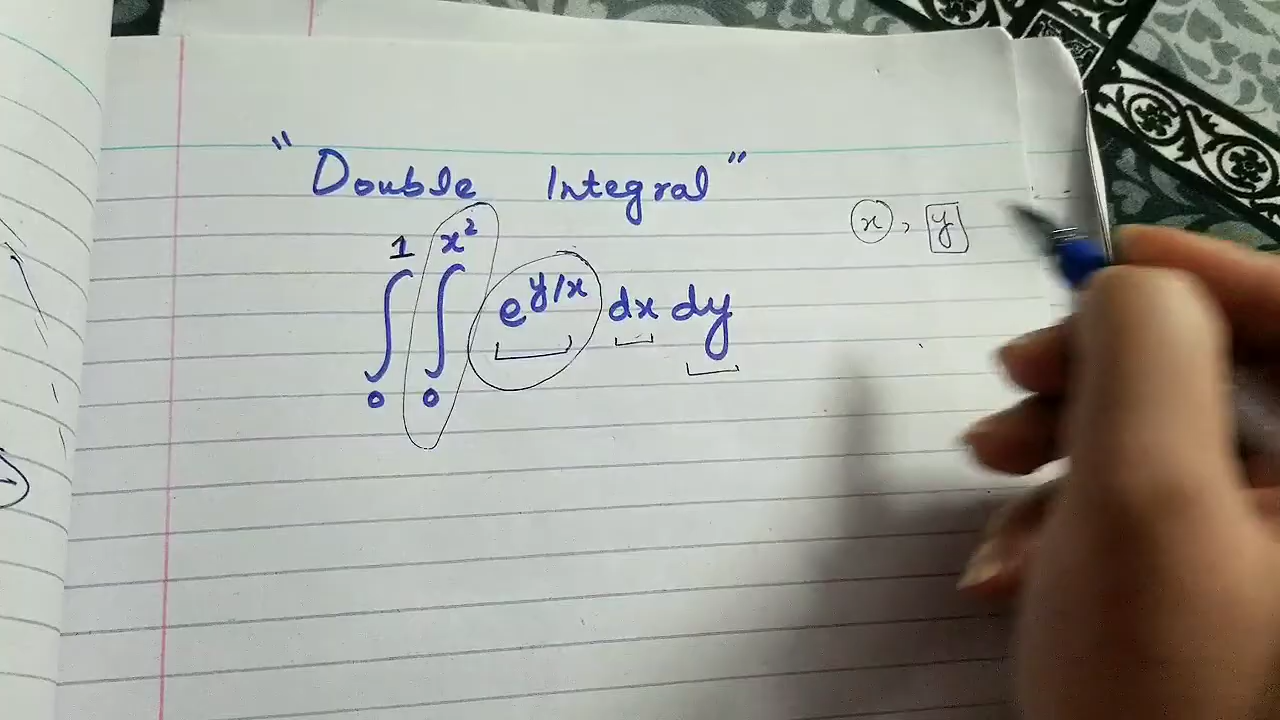 "Double Integral"
x, y
∫₀¹ ∫₀^{x²} e^{y/x} dx dy